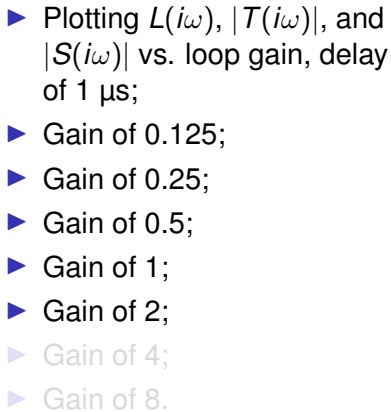 Plotting L(iω), |T(iω)|, and
|S(iω)| vs. loop gain, delay
of 1 µs;
Gain of 0.125;
Gain of 0.25;
Gain of 0.5;
Gain of 1;
Gain of 2;
Gain of 4;
Gain of 8.